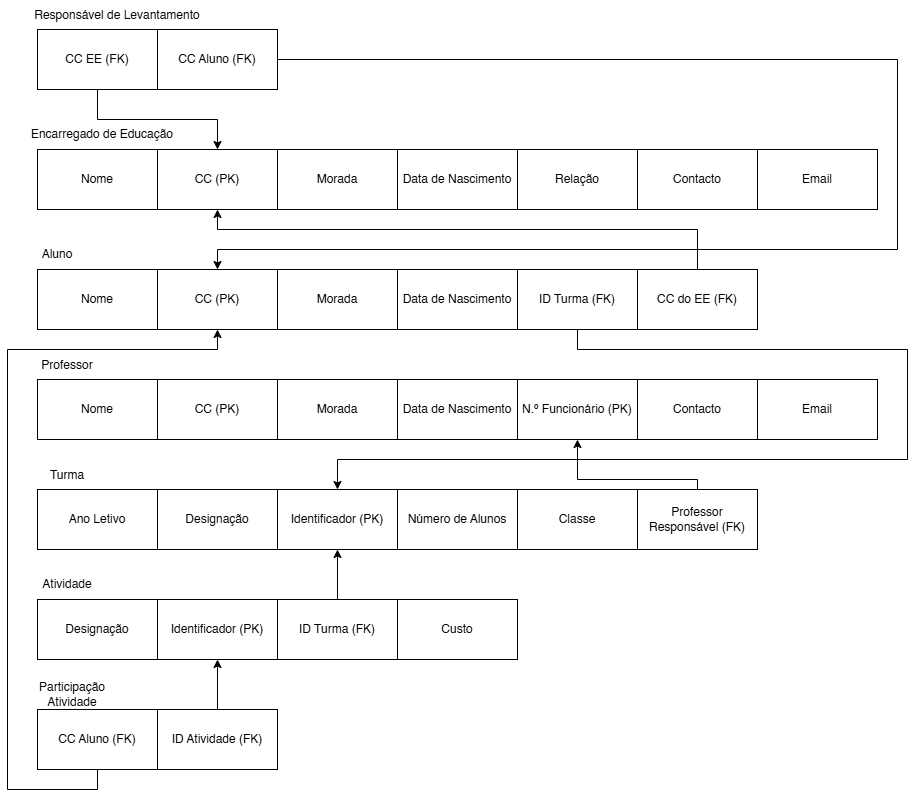 Responsável de Levantamento
CC EE (FK)
CC Aluno (FK)
Encarregado de Educação
Nome
CC (PK)
Morada
Data de Nascimento
Relação
Contacto
Email
Aluno
Nome
CC (PK)
Morada
Data de Nascimento
ID Turma (FK)
CC do EE (FK)
Professor
Nome
CC (PK)
Morada
Data de Nascimento
N.º Funcionário (PK)
Contacto
Email
Turma
Ano Letivo
Designação
Identificador (PK)
Número de Alunos
Classe
Professor
Responsável (FK)
Atividade
Designação
Identificador (PK)
ID Turma (FK)
Custo
Participação
Atividade
CC Aluno (FK)
ID Atividade (FK)